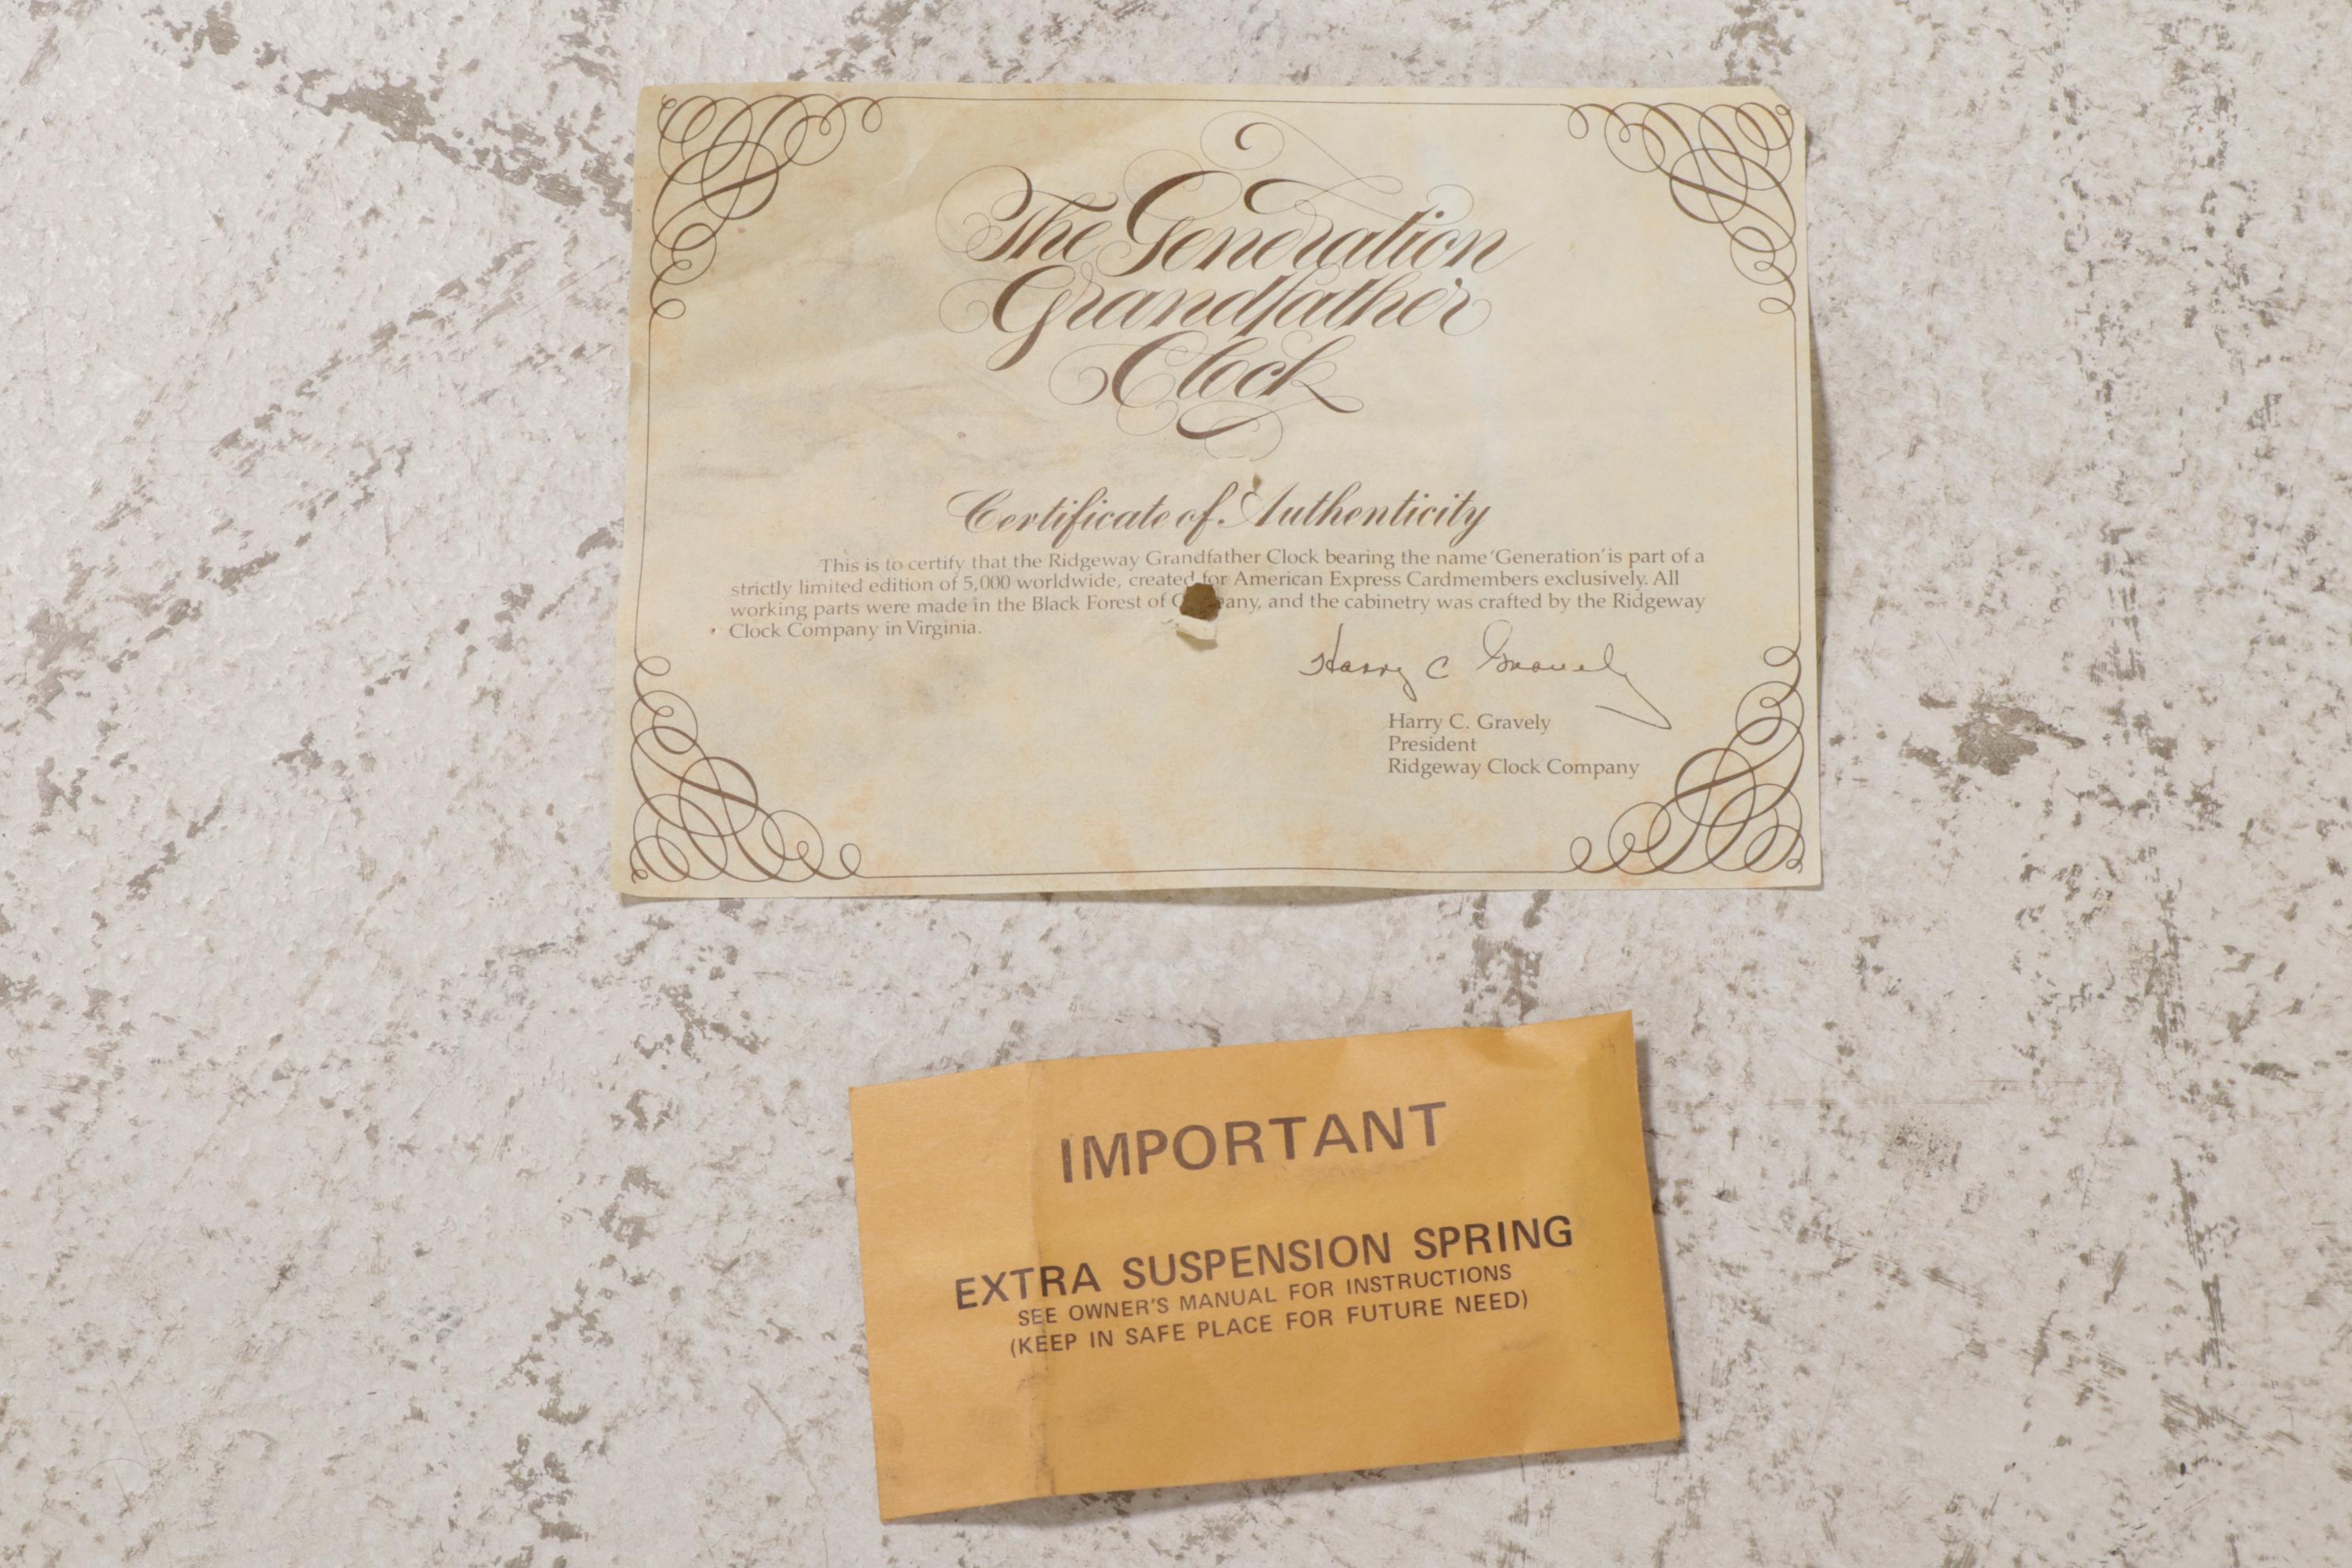 The Generation
Grandfather
Clock
Certificate of Authenticity
This is to certify that the Ridgeway Grandfather Clock bearing the name 'Generation' is part of a
strictly limited edition of 5,000 worldwide, created for American Express Cardmembers exclusively. All
working parts were made in the Black Forest of and the cabinetry was crafted by the Ridgeway
Clock Company in Virginia.
Harry C Gravely
Harry C. Gravely
President
Ridgeway Clock Company
IMPORTANT
EXTRA SUSPENSION SPRING
SEE OWNER'S MANUAL FOR INSTRUCTIONS
(KEEP IN SAFE PLACE FOR FUTURE NEED)